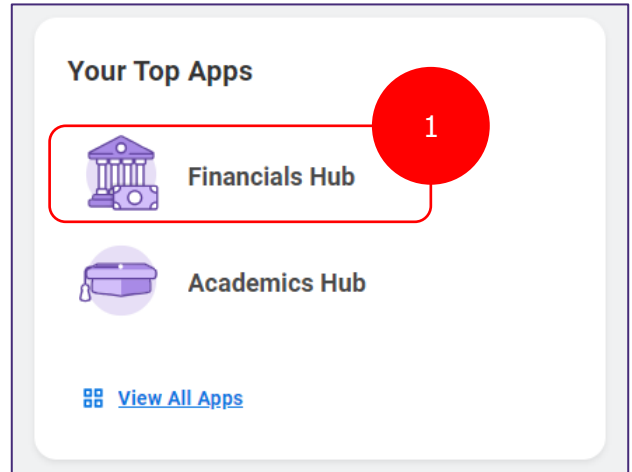 Your Top Apps
1
Financials Hub
Academics Hub
View All Apps